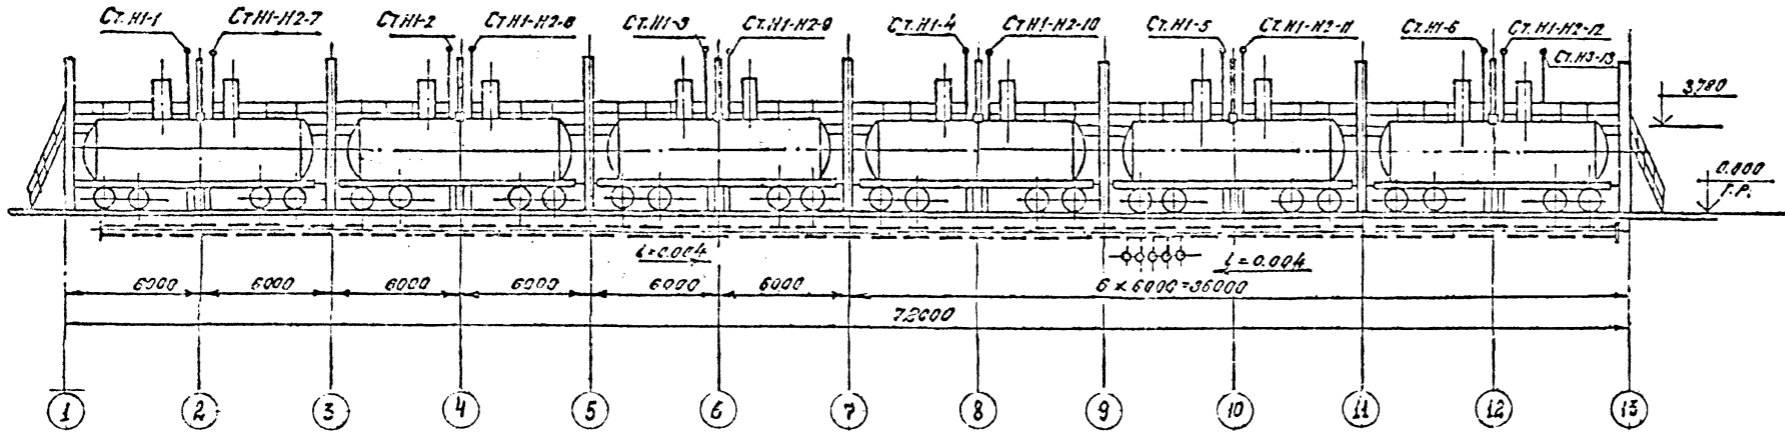 Ст.Н1-1
Ст.Н1-Н2-7
Ст.Н1-2
Ст.Н1-Н2-8
Ст.Н1-3
Ст.Н1-Н2-9
Ст.Н1-4
Ст.Н1-Н2-10
Ст.Н1-5
Ст.Н1-Н2-11
Ст.Н1-6
Ст.Н1-Н2-12
Ст.Н3-13
3,780
0.000
Г.Р.
i=0.004
i=0.004
6000
6000
6000
6000
6000
6000
6 × 6000=36000
72000
1
2
3
4
5
6
7
8
9
10
11
12
13